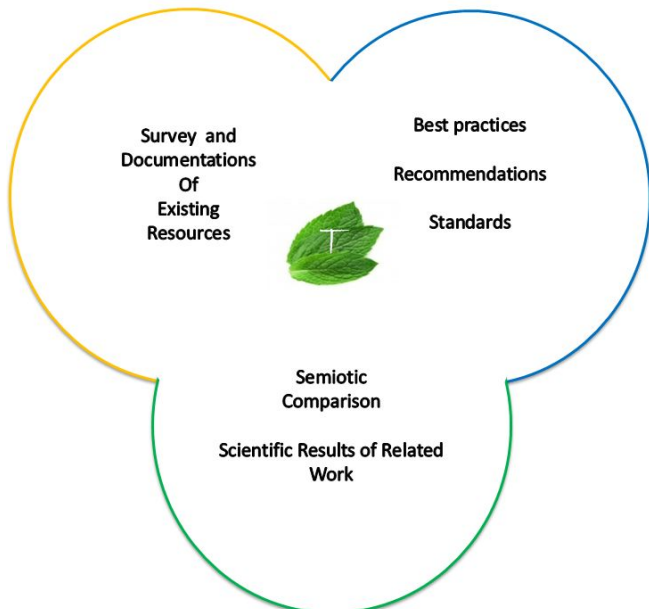 Survey and
Documentations
Of
Existing
Resources
Best practices
Recommendations
Standards
T
Semiotic
Comparison
Scientific Results of Related
Work